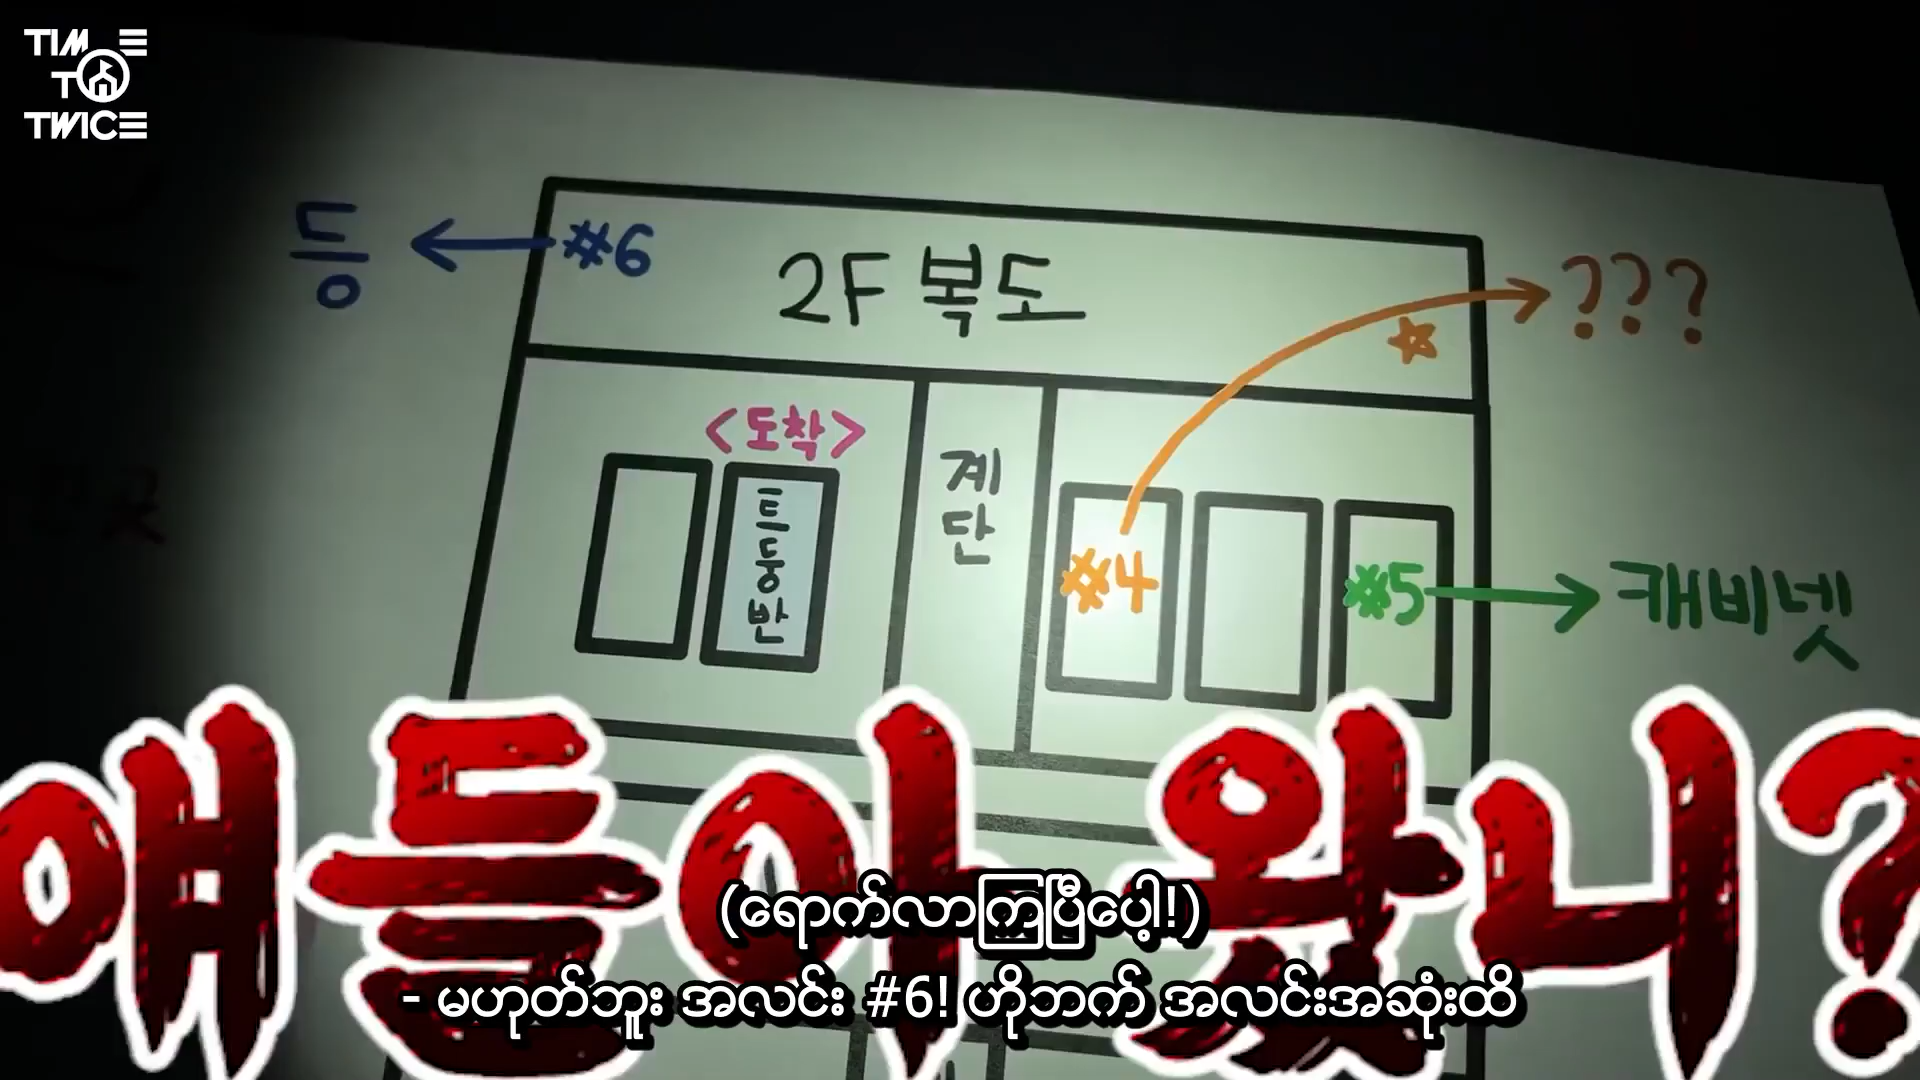 TIME
TO
TWICE
등
#6
2F 복도
???
<도착>
계단
트둥반
#4
#5
캐비넷
얘들아 왔니?
(ရောက်လာကြပြီပေါ့!)
- မဟုတ်ဘူး အလင်း #6! ဟိုဘက် အလင်းအဆုံးထိ